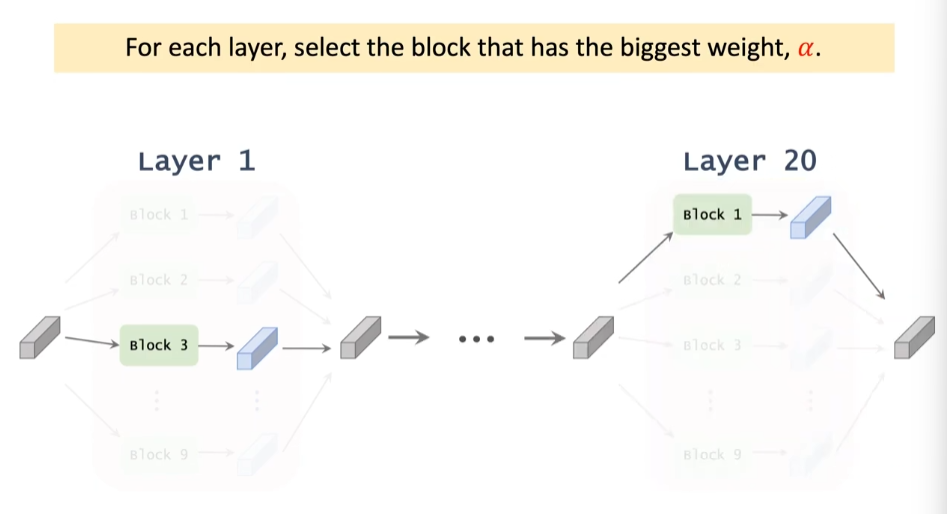 For each layer, select the block that has the biggest weight, α.
Layer 1
Block 1
Block 2
Block 3
Block 9
...
Layer 20
Block 1
Block 2
Block 3
Block 9